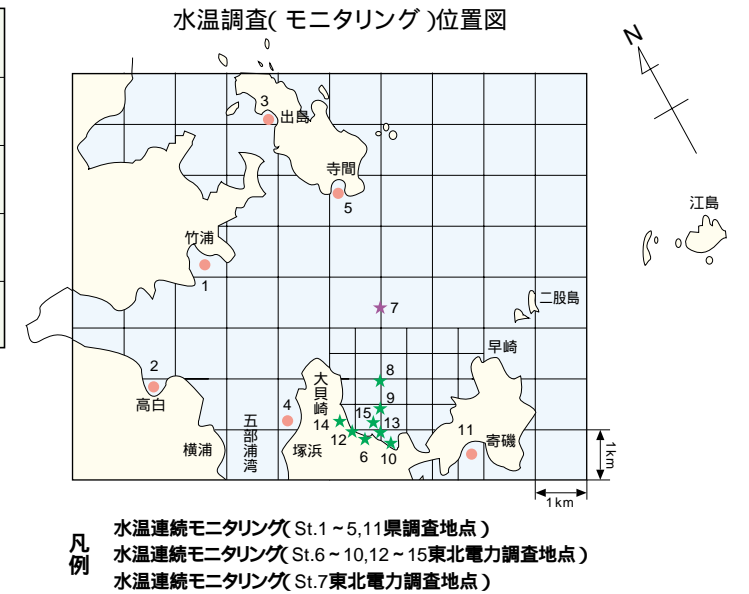 水温調査(モニタリング)位置図
N
3
出島
寺間
5
江島
竹浦
1
二股島
7
早崎
2
高白
8
大貝崎
9
4
15
14
13
12
6
10
11
寄磯
五部浦湾
横浦
塚浜
1km
1km
凡例
水温連続モニタリング(St.1~5,11県調査地点)
水温連続モニタリング(St.6~10,12~15東北電力調査地点)
水温連続モニタリング(St.7東北電力調査地点)